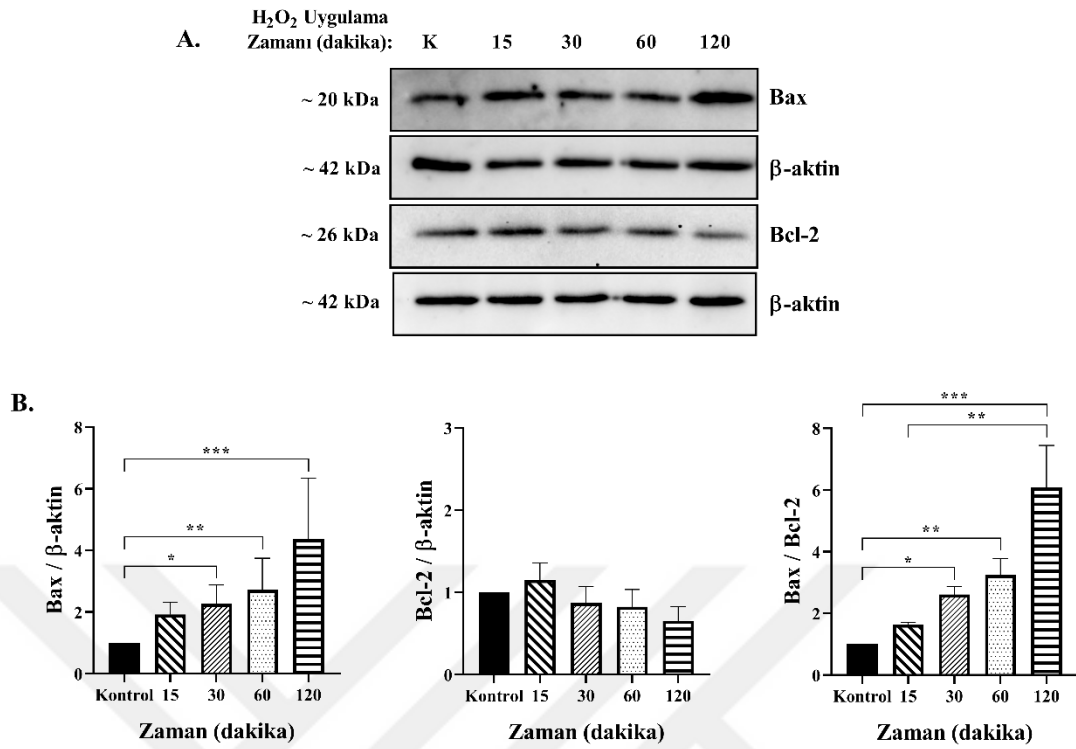 H₂O₂ Uygulama
A. Zamanı (dakika): K 15 30 60 120
~ 20 kDa Bax
~ 42 kDa β-aktin
~ 26 kDa Bcl-2
~ 42 kDa β-aktin
B.
***
**
*
8
6
4
2
0
Bax / β-aktin
Kontrol 15 30 60 120
Zaman (dakika)
3
2
1
0
Bcl-2 / β-aktin
Kontrol 15 30 60 120
Zaman (dakika)
***
**
**
*
8
6
4
2
0
Bax / Bcl-2
Kontrol 15 30 60 120
Zaman (dakika)